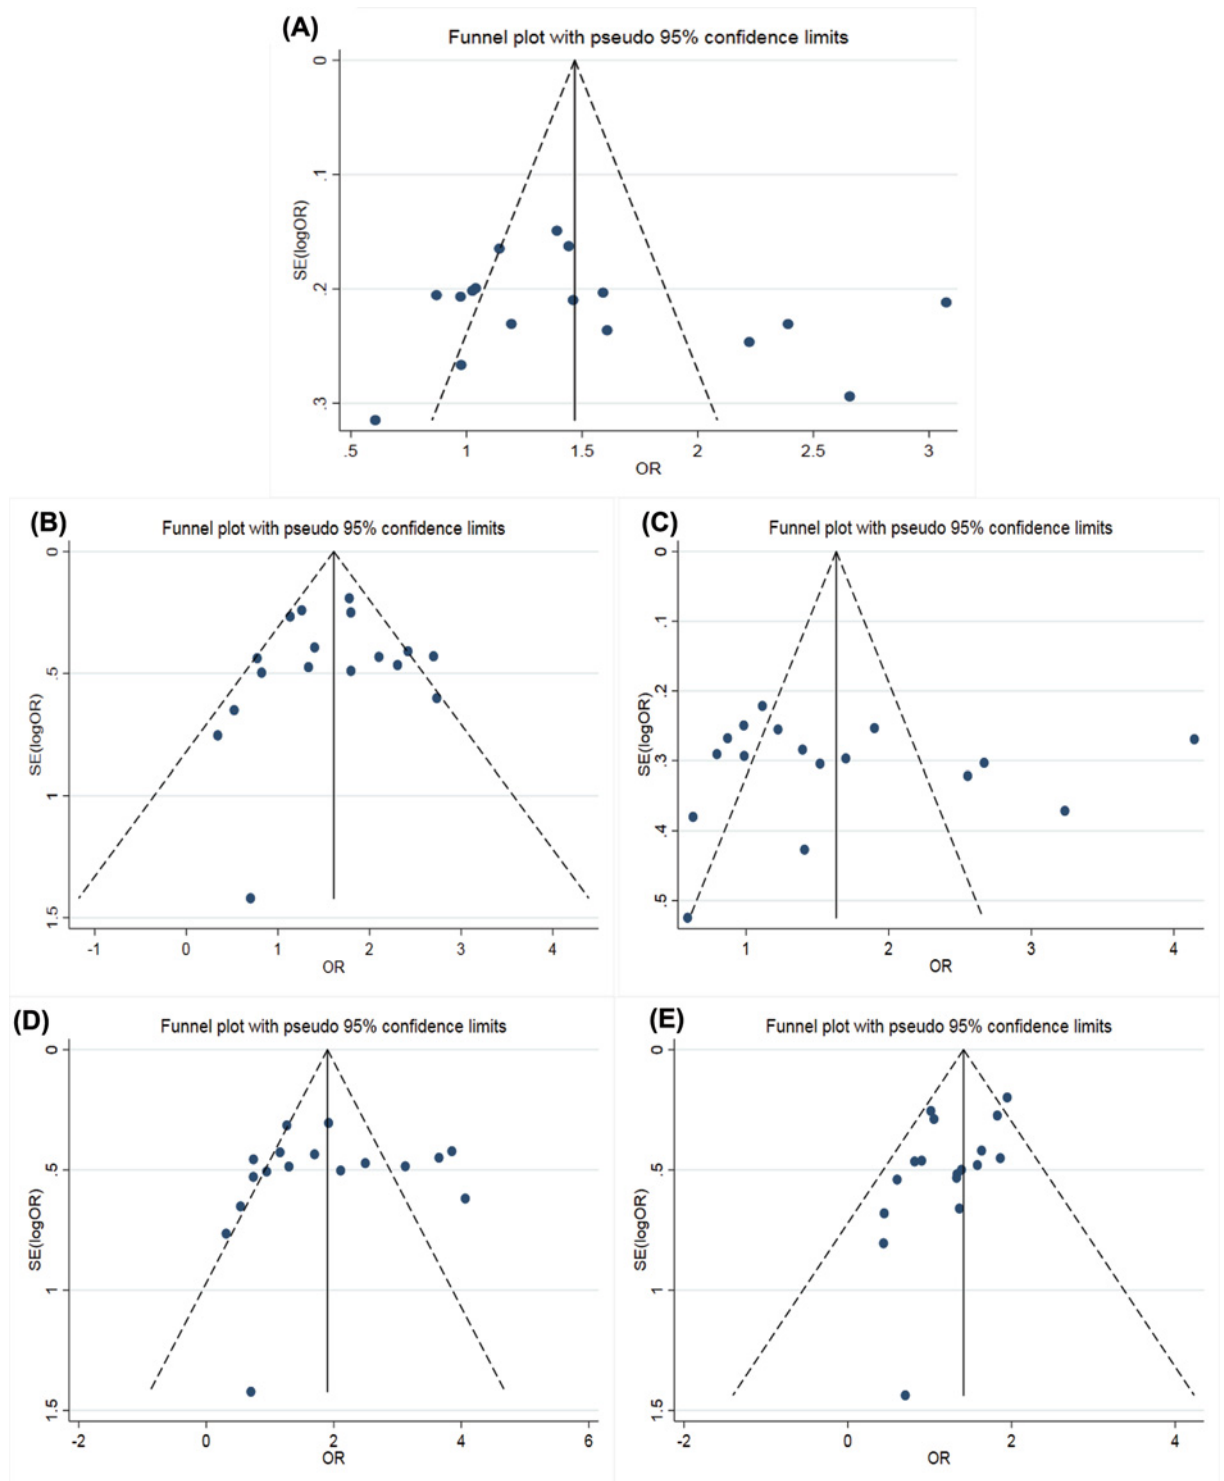 (A)
Funnel plot with pseudo 95% confidence limits
SE(logOR)
0
.1
.2
.3
.5
1
1.5
2
2.5
3
OR
(B)
Funnel plot with pseudo 95% confidence limits
SE(logOR)
0
.5
1
1.5
-1
0
1
2
3
4
OR
(C)
Funnel plot with pseudo 95% confidence limits
SE(logOR)
0
.1
.2
.3
.4
.5
1
2
3
4
OR
(D)
Funnel plot with pseudo 95% confidence limits
SE(logOR)
0
.5
1
1.5
-2
0
2
4
6
OR
(E)
Funnel plot with pseudo 95% confidence limits
SE(logOR)
0
.5
1
1.5
-2
0
2
4
OR